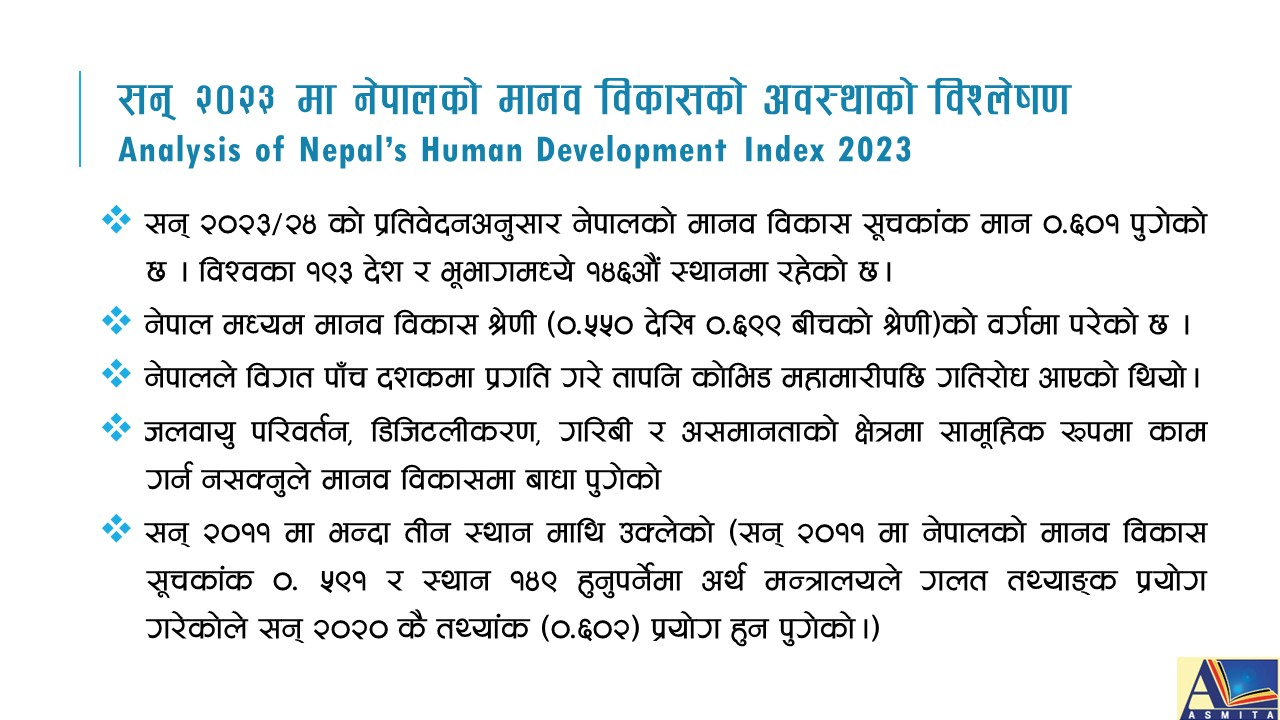 सन् २०२३ मा नेपालको मानव विकासको अवस्थाको विश्लेषण
Analysis of Nepal’s Human Development Index 2023
❖ सन् २०२३/२४ को प्रतिवेदनअनुसार नेपालको मानव विकास सूचकांक मान ०.६०१ पुगेको
छ । विश्वका १९३ देश र भूभागमध्ये १४६औं स्थानमा रहेको छ।
❖ नेपाल मध्यम मानव विकास श्रेणी (०.५५० देखि ०.६९९ बीचको श्रेणी)को वर्गमा परेको छ ।
❖ नेपालले विगत पाँच दशकमा प्रगति गरे तापनि कोभिड महामारीपछि गतिरोध आएको थियो।
❖ जलवायु परिवर्तन, डिजिटलीकरण, गरिबी र असमानताको क्षेत्रमा सामूहिक रुपमा काम
गर्न नसक्नुले मानव विकासमा बाधा पुगेको
❖ सन् २०११ मा भन्दा तीन स्थान माथि उक्लेको (सन् २०११ मा नेपालको मानव विकास
सूचकांक ०. ५९१ र स्थान १४९ हुनुपर्नेमा अर्थ मन्त्रालयले गलत तथ्याङ्क प्रयोग
गरेकोले सन् २०२० कै तथ्यांक (०.६०२) प्रयोग हुन पुगेको।)
ASMITA